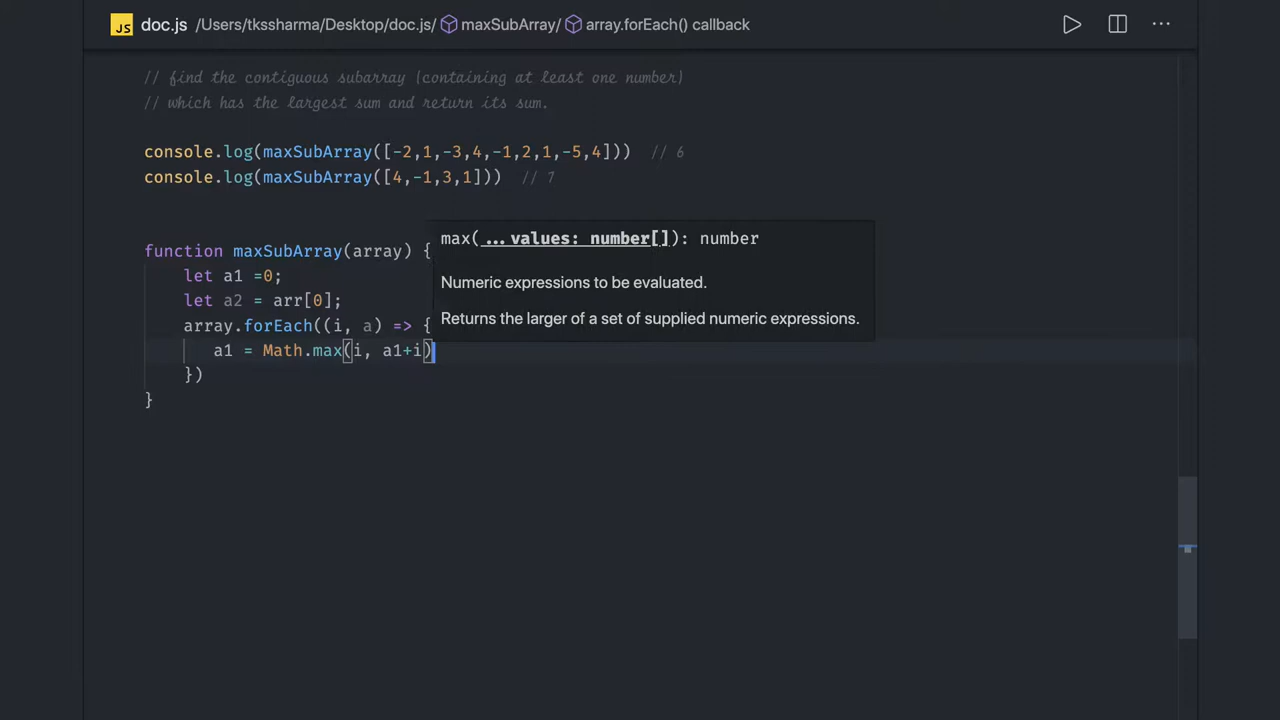 JS doc.js /Users/tkssharma/Desktop/doc.js/ maxSubArray/ array.forEach() callback ...
// find the contiguous subarray (containing at least one number)
// which has the largest sum and return its sum.
console.log(maxSubArray([-2,1,-3,4,-1,2,1,-5,4])) // 6
console.log(maxSubArray([4,-1,3,1])) // 7
function maxSubArray(array) {
max(...values: number[]): number
let a1 =0;
Numeric expressions to be evaluated.
let a2 = arr[0];
Returns the larger of a set of supplied numeric expressions.
array.forEach((i, a) => {
a1 = Math.max(i, a1+i)
})
}